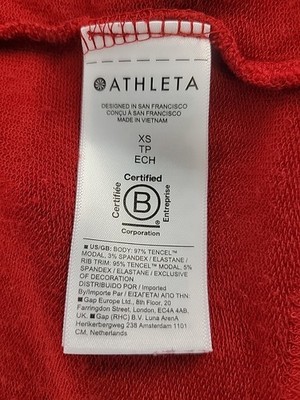 ATHLETA
DESIGNED IN SAN FRANCISCO
CONÇU À SAN FRANCISCO
MADE IN VIETNAM
XS
TP
ECH
Certified
Certifiée
B
Entreprise
Corporation
■ US/GB: BODY: 97% TENCEL™
MODAL, 3% SPANDEX / ELASTANE /
RIB TRIM: 95% TENCEL™ MODAL, 5%
SPANDEX / ELASTANE / EXCLUSIVE
OF DECORATION
DISTRIBUIDO POR / Imported
By/Importe Par / ΕΙΣΑΓΕΤΑΙ ΑΠΟ ΤΗΝ:
■ Gap Europe Ltd., 8th Floor, 20
Farringdon Street, London, EC4A 4AB,
UK. ■ Gap (RHC) B.V. Luna ArenA
Herikerbergweg 238 Amsterdam 1101
CM, Netherlands